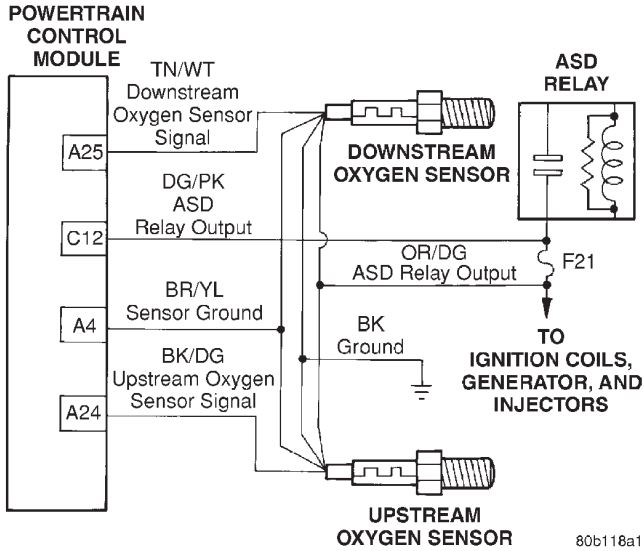 POWERTRAIN
CONTROL
MODULE
TN/WT
Downstream
Oxygen Sensor
Signal
A25
DG/PK
ASD
Relay Output
C12
BR/YL
Sensor Ground
A4
BK/DG
Upstream Oxygen
Sensor Signal
A24
DOWNSTREAM
OXYGEN SENSOR
ASD
RELAY
OR/DG
ASD Relay Output
F21
BK
Ground
TO
IGNITION COILS,
GENERATOR, AND
INJECTORS
UPSTREAM
OXYGEN SENSOR
80b118a1